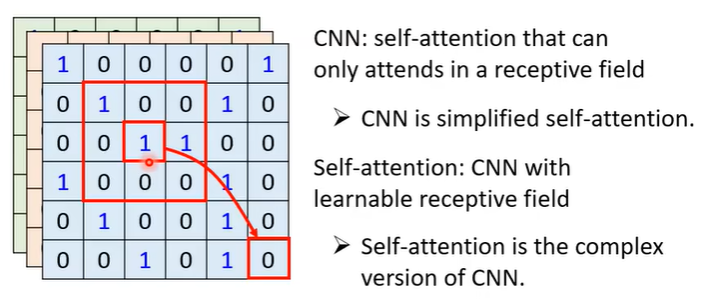 1 0 0 0 0 1
0 1 0 0 1 0
0 0 1 1 0 0
1 0 0 0 1 0
0 1 0 0 1 0
0 0 1 0 1 0
CNN: self-attention that can
only attends in a receptive field
➤ CNN is simplified self-attention.
Self-attention: CNN with
learnable receptive field
➤ Self-attention is the complex
version of CNN.